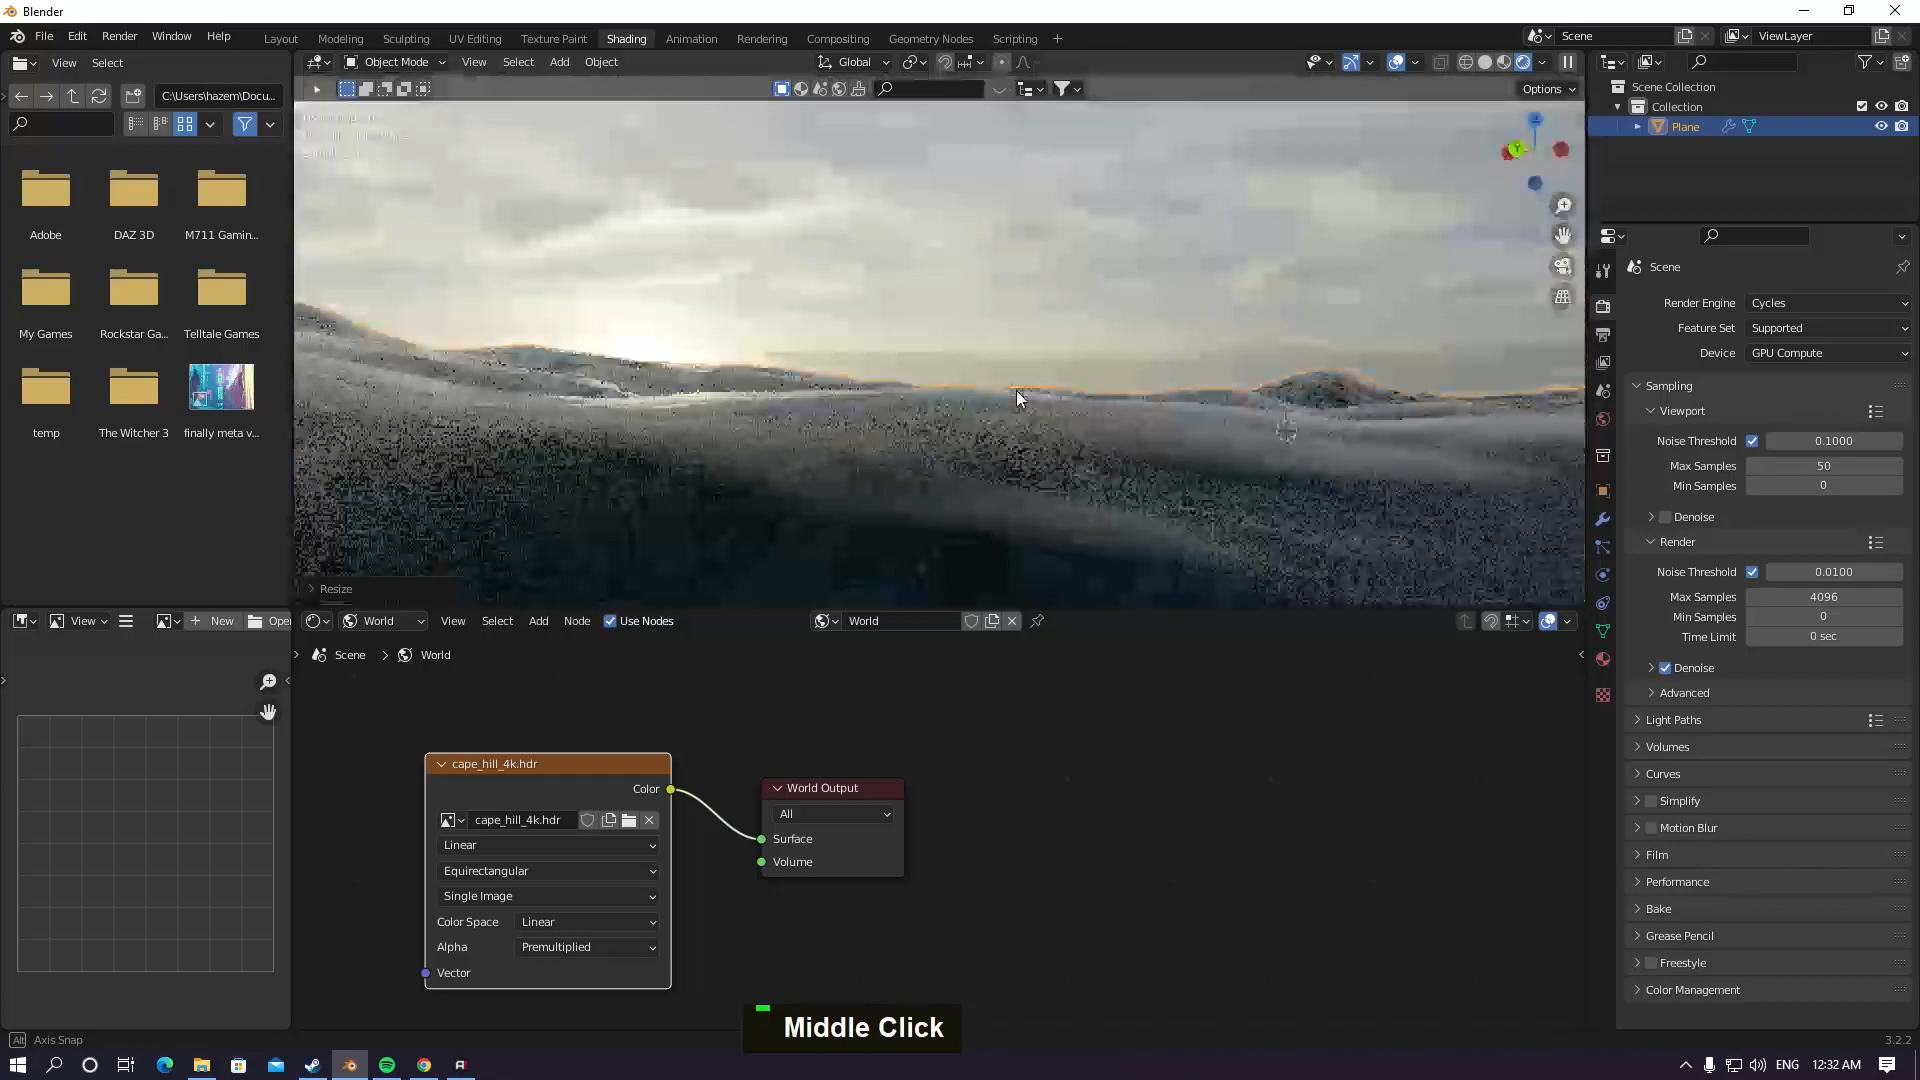 Blender
File Edit Render Window Help
Layout Modeling Sculpting UV Editing Texture Paint Shading Animation Rendering Compositing Geometry Nodes Scripting +
Scene
ViewLayer
View Select
Object Mode View Select Add Object
Global
Options
C:\Users\hazem\Docu...
Adobe DAZ 3D M711 Gamin...
My Games Rockstar Ga... Telltale Games
temp The Witcher 3 finally meta v...
Y
Resize
Scene Collection
Collection
Plane
Scene
Render Engine Cycles
Feature Set Supported
Device GPU Compute
Sampling
Viewport
Noise Threshold 0.1000
Max Samples 50
Min Samples 0
Denoise
Render
Noise Threshold 0.0100
Max Samples 4096
Min Samples 0
Time Limit 0 sec
Denoise
Advanced
Light Paths
Volumes
Curves
Simplify
Motion Blur
Film
Performance
Bake
Grease Pencil
Freestyle
Color Management
View
New
Open
World View Select Add Node Use Nodes
World
Scene > World
cape_hill_4k.hdr
Color
cape_hill_4k.hdr
Linear
Equirectangular
Single Image
Color Space Linear
Alpha Premultiplied
Vector
World Output
All
Surface
Volume
Middle Click
Alt Axis Snap
3.2.2
ENG 12:32 AM